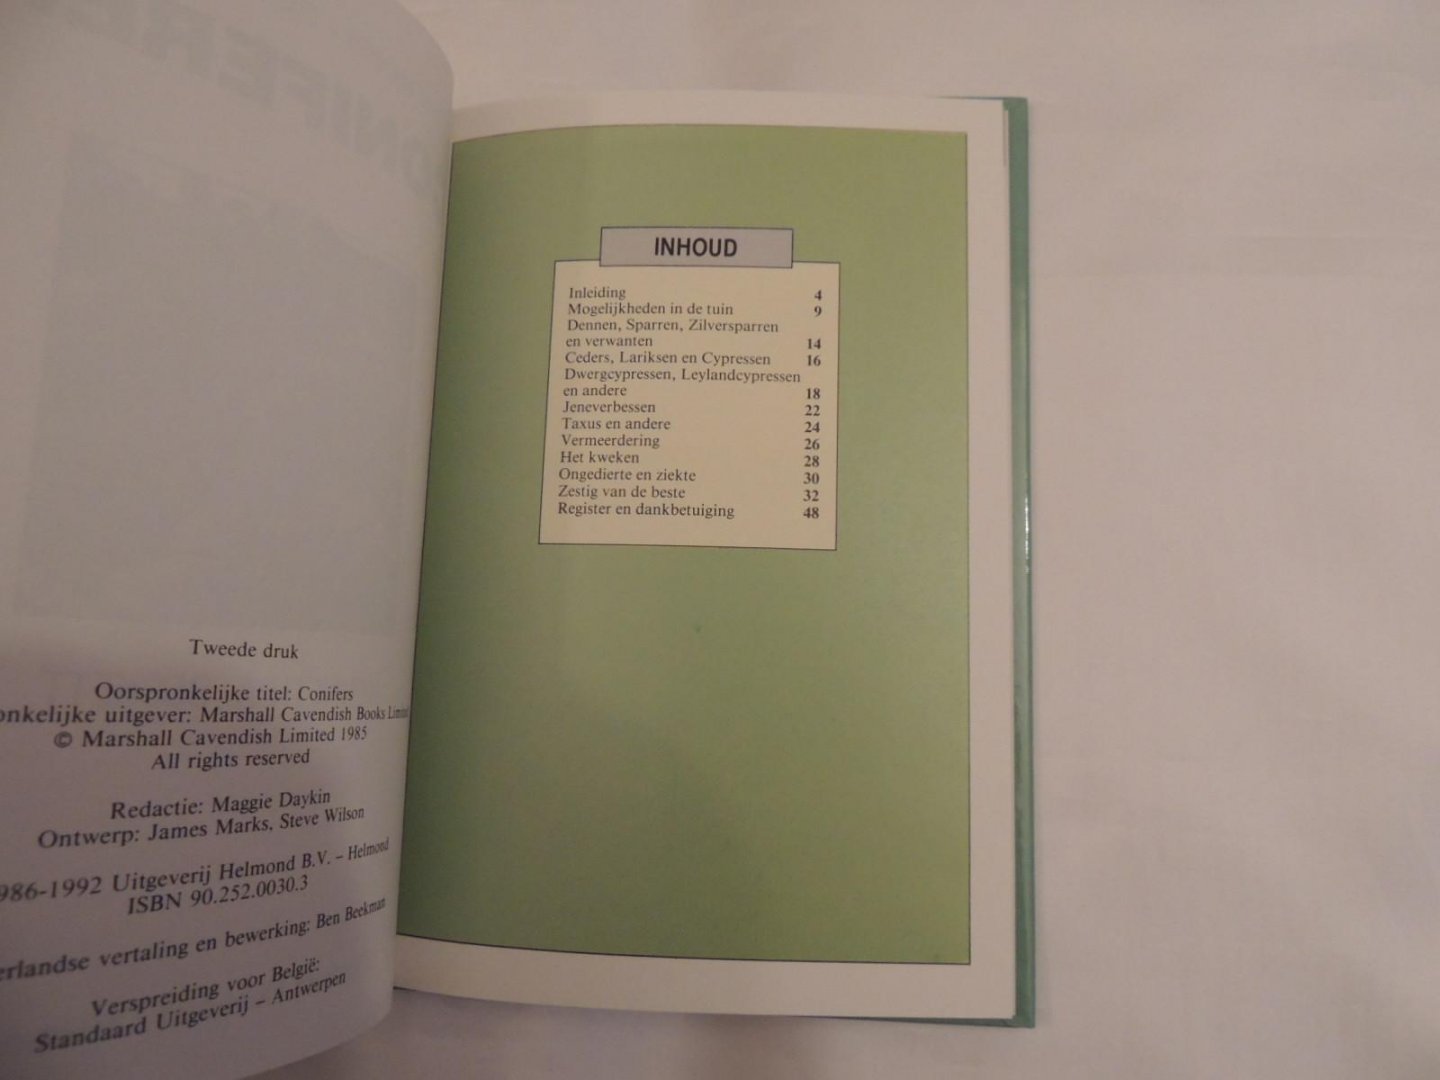 Tweede druk
Oorspronkelijke titel: Conifers
onkelijke uitgever: Marshall Cavendish Books
© Marshall Cavendish Limited 1985
All rights reserved
Redactie: Maggie Daykin
Ontwerp: James Marks, Steve Wilson
986-1992 Uitgeverij Helmond B.V. – Helmond
ISBN 90.252.0030.3
erlandse vertaling en bewerking: Ben Beekman
Verspreiding voor België:
Standaard Uitgeverij – Antwerpen
INHOUD
Inleiding 4
Mogelijkheden in de tuin 9
Dennen, Sparren, Zilversparren
en verwanten 14
Ceders, Lariksen en Cypressen 16
Dwergcypressen, Leylandcypressen
en andere 18
Jeneverbessen 22
Taxus en andere 24
Vermeerdering 26
Het kweken 28
Ongedierte en ziekte 30
Zestig van de beste 32
Register en dankbetuiging 48